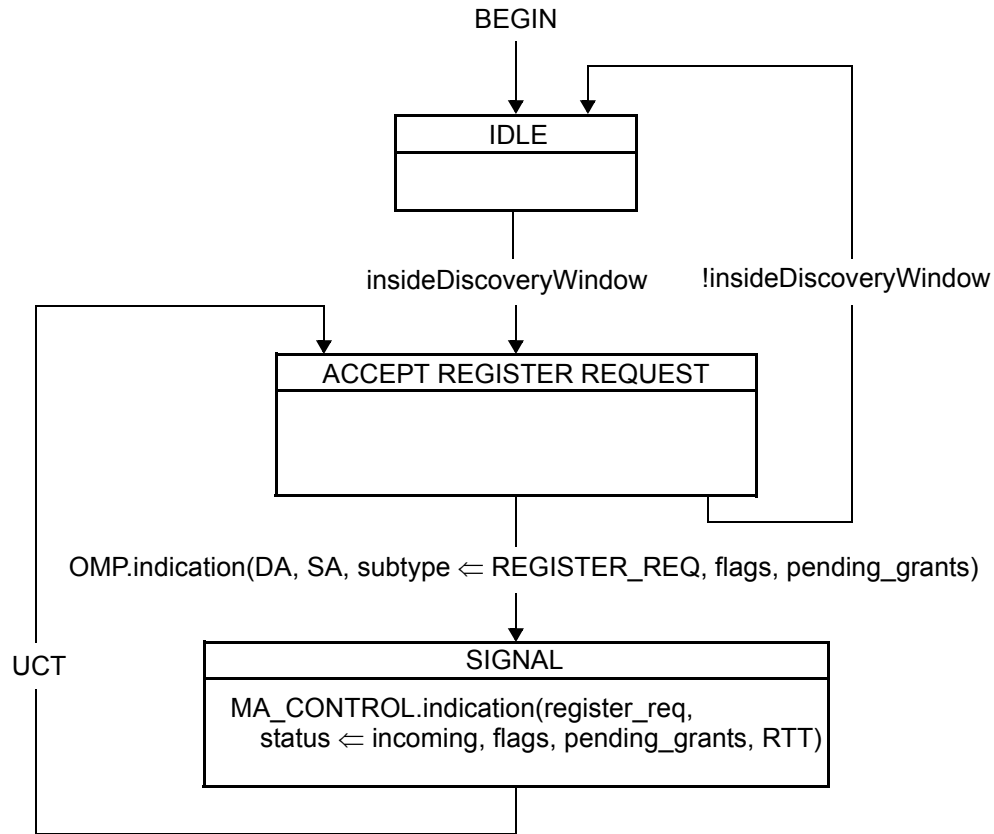 BEGIN
IDLE
insideDiscoveryWindow
!insideDiscoveryWindow
ACCEPT REGISTER REQUEST
OMP.indication(DA, SA, subtype ⇐ REGISTER_REQ, flags, pending_grants)
UCT
SIGNAL
MA_CONTROL.indication(register_req,
status ⇐ incoming, flags, pending_grants, RTT)